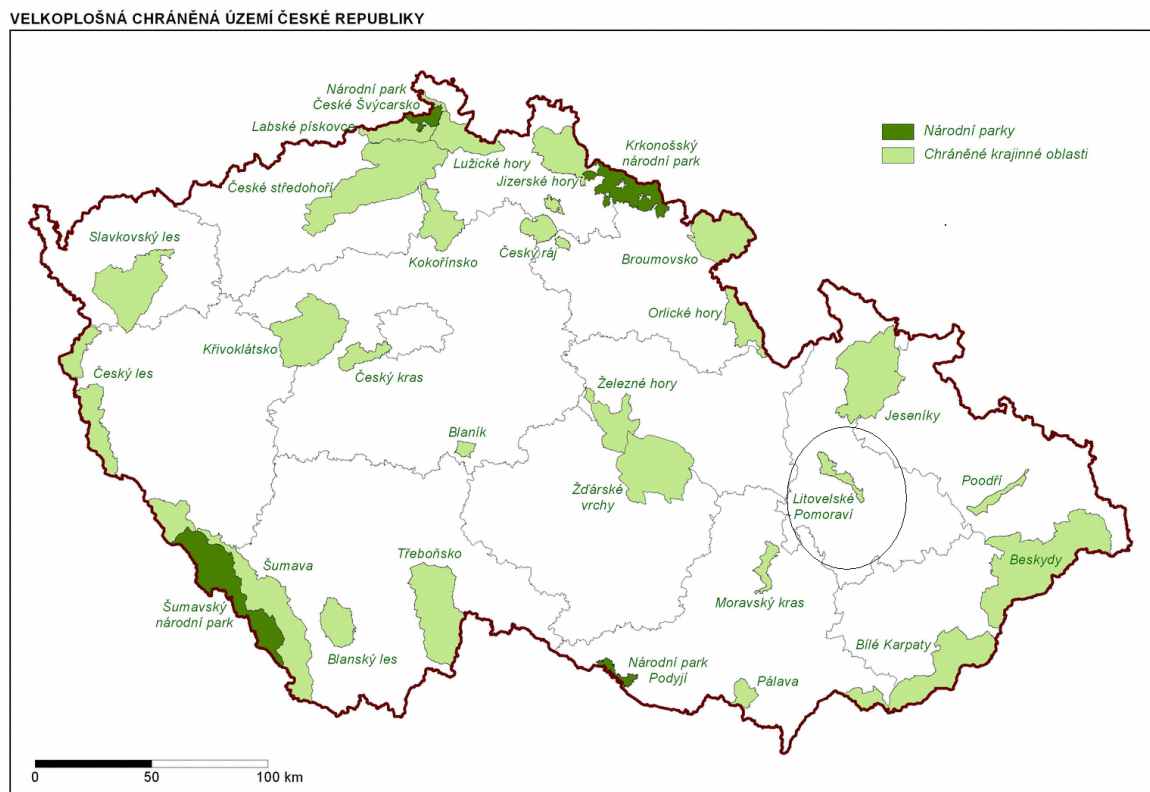 VELKOPLOŠNÁ CHRÁNĚNÁ ÚZEMÍ ČESKÉ REPUBLIKY
Národní park
České Švýcarsko
Labské pískovce
Lužické hory
České středohoří
Jizerské hory
Krkonošský
národní park
Národní parky
Chráněné krajinné oblasti
Slavkovský les
Kokořínsko
Český ráj
Broumovsko
Orlické hory
Křivoklátsko
Český kras
Český les
Železné hory
Jeseníky
Blaník
Žďárské
vrchy
Litovelské
Pomoraví
Poodří
Třeboňsko
Šumava
Beskydy
Moravský kras
Šumavský
národní park
Blanský les
Bílé Karpaty
Národní park
Podyjí
Pálava
0 50 100 km